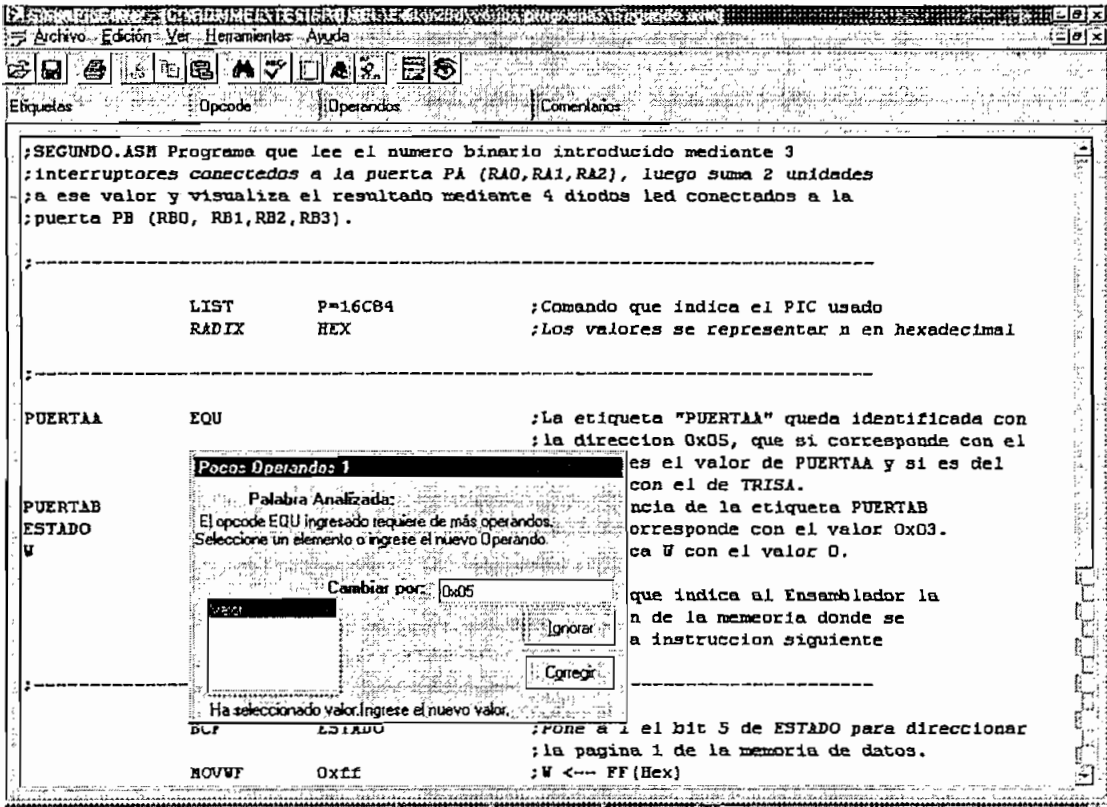 Archivo Edición Ver Herramientas Ayuda
Etiquetas Opcode Operandos Comentarios
;SEGUNDO.ASM Programa que lee el numero binario introducido mediante 3
;interruptores conectedos a la puerta PA (RA0,RA1,RA2), luego suma 2 unidades
;a ese valor y visualiza el resultado mediante 4 diodos led conectados a la
;puerta PB (RB0, RB1,RB2,RB3).
;------------------------------------------------------------------------
LIST P=16C84 ;Comando que indica el PIC usado
RADIX HEX ;Los valores se representar n en hexadecimal
;------------------------------------------------------------------------
PUERTAA EQU ;La etiqueta "PUERTAA" queda identificada con
;la direccion 0x05, que si corresponde con el
es el valor de PUERTAA y si es del
con el de TRISA.
PUERTAB ncia de la etiqueta PUERTAB
ESTADO orresponde con el valor 0x03.
W ca W con el valor 0.
que indica al Ensamblador la
n de la memeoria donde se
a instruccion siguiente
;------------------------------------------------------------------------
Pocos Operandos 1
Palabra Analizada:
El opcode EQU ingresado requiere de más operandos.
Seleccione un elemento o ingrese el nuevo Operando.
Cambiar por: 0x05
valor
Ignorar
Corregir
Ha seleccionado valor.Ingrese el nuevo valor.
BCF ESTADO ;Pone a 1 el bit 5 de ESTADO para direccionar
;la pagina 1 de la memoria de datos.
MOVWF 0xff ;W <--- FF(Hex)